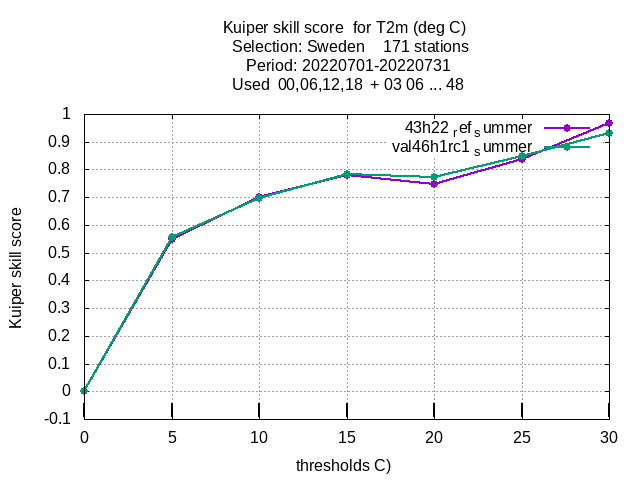 Kuiper skill score  for T2m (deg C)
Selection: Sweden    171 stations
Period: 20220701-20220731
Used  00,06,12,18  + 03 06 ... 48
43h22 ref summer
val46h1rc1 summer
1
0.9
0.8
0.7
0.6
0.5
0.4
0.3
0.2
0.1
0
-0.1
Kuiper skill score
0 5 10 15 20 25 30
thresholds C)